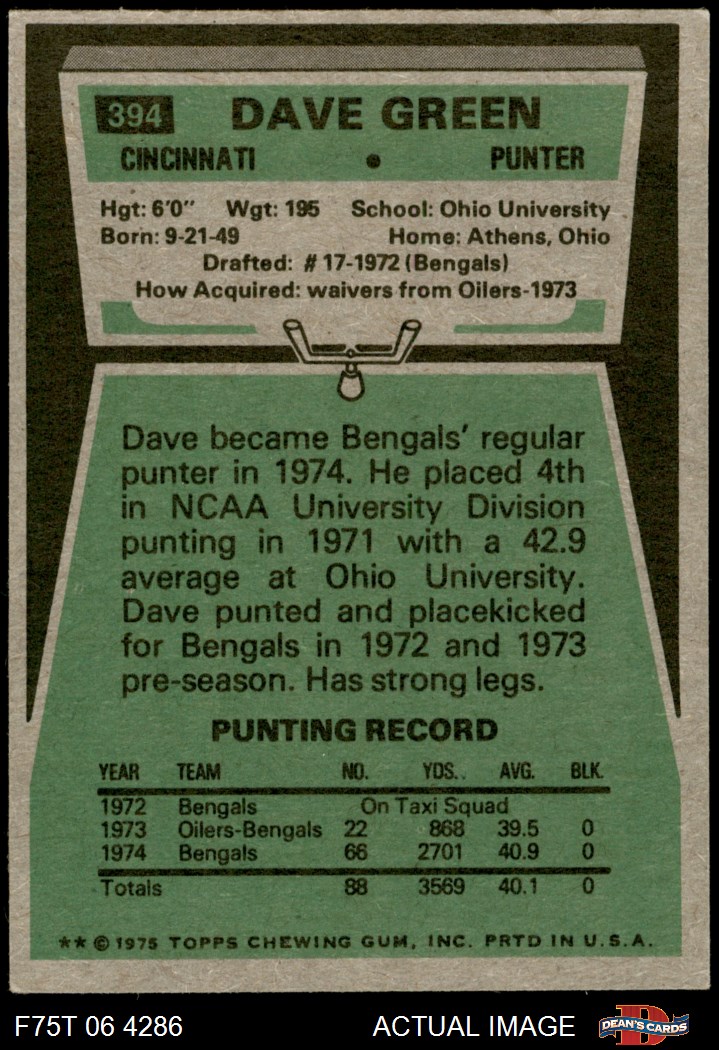 394 DAVE GREEN
CINCINNATI • PUNTER
Hgt: 6'0" Wgt: 195 School: Ohio University
Born: 9-21-49 Home: Athens, Ohio
Drafted: # 17-1972 (Bengals)
How Acquired: waivers from Oilers-1973
Dave became Bengals' regular
punter in 1974. He placed 4th
in NCAA University Division
punting in 1971 with a 42.9
average at Ohio University.
Dave punted and placekicked
for Bengals in 1972 and 1973
pre-season. Has strong legs.
PUNTING RECORD
YEAR TEAM NO. YDS.. AVG. BLK.
1972 Bengals On Taxi Squad
1973 Oilers-Bengals 22 868 39.5 0
1974 Bengals 66 2701 40.9 0
Totals 88 3569 40.1 0
** © 1975 TOPPS CHEWING GUM, INC. PRTD IN U.S.A.
F75T 06 4286 ACTUAL IMAGE D DEAN'S CARDS